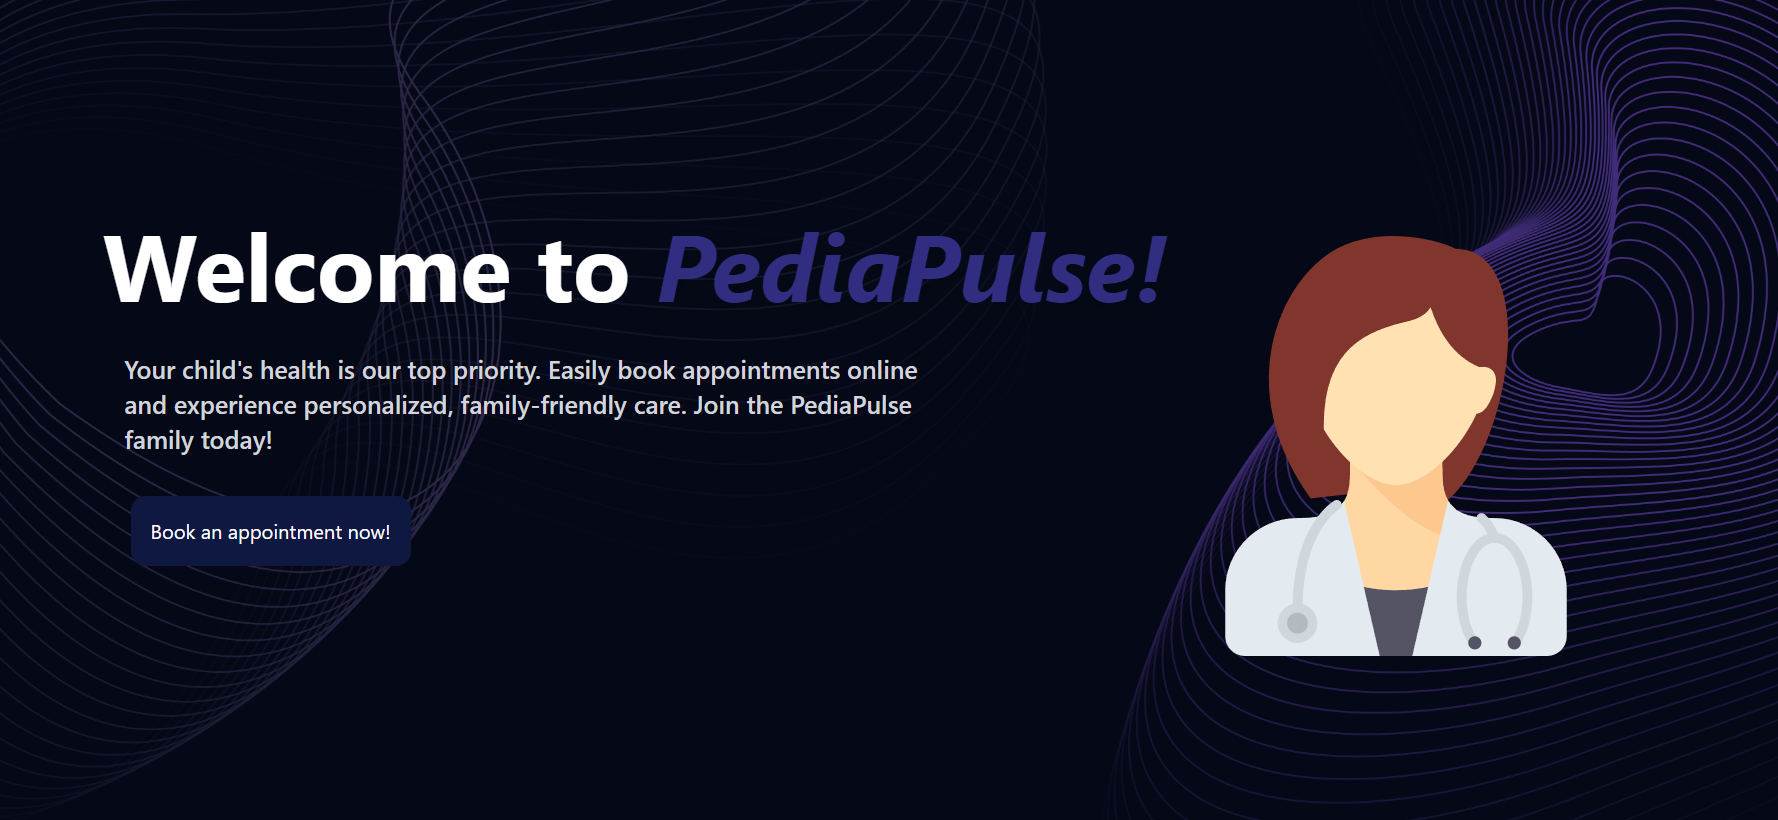 Welcome to PediaPulse!
Your child's health is our top priority. Easily book appointments online
and experience personalized, family-friendly care. Join the PediaPulse
family today!
Book an appointment now!